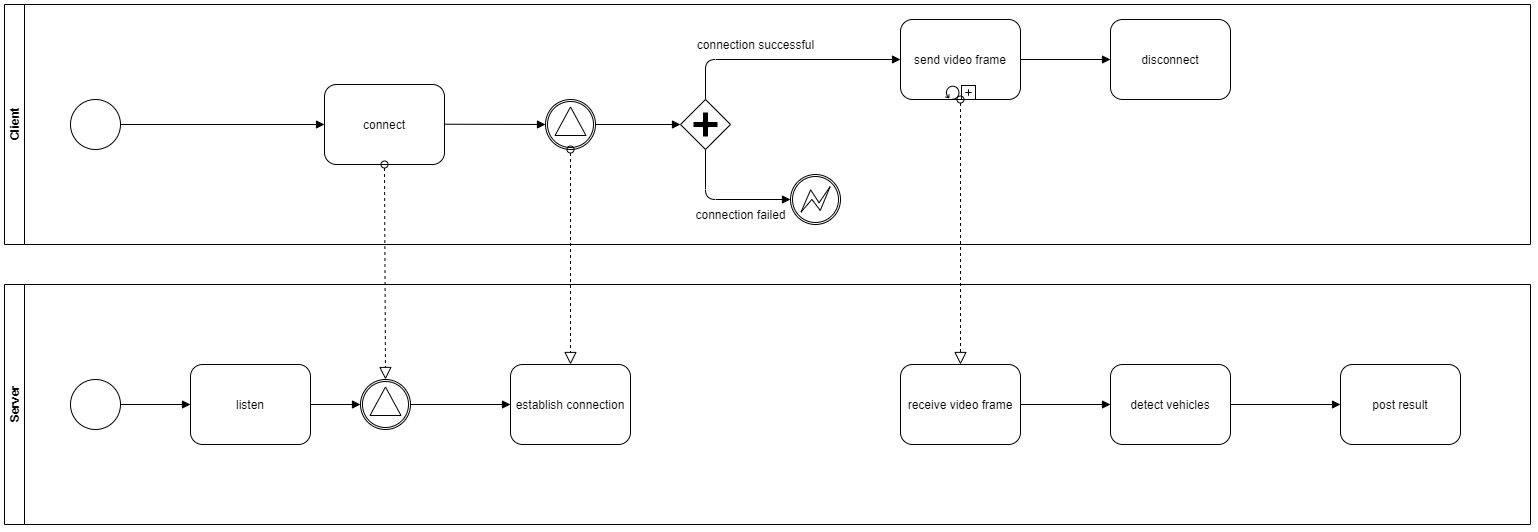 Client
connect
connection successful
connection failed
send video frame
disconnect
Server
listen
establish connection
receive video frame
detect vehicles
post result